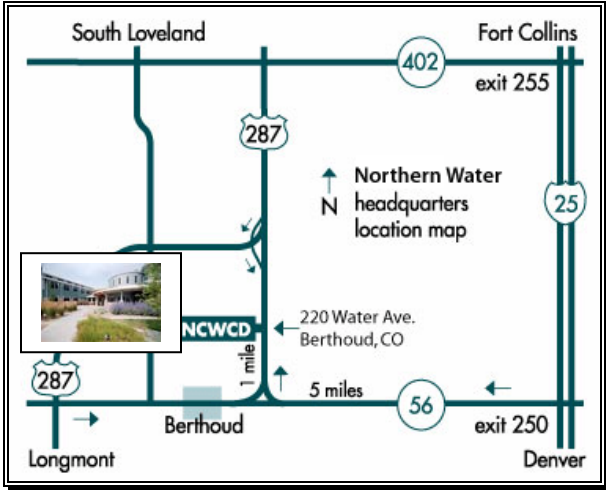 South Loveland
Fort Collins
402
exit 255
287
Northern Water
N headquarters
location map
25
NCWCD
220 Water Ave.
Berthoud, CO
1 mile
287
5 miles
56
Berthoud
exit 250
Longmont
Denver